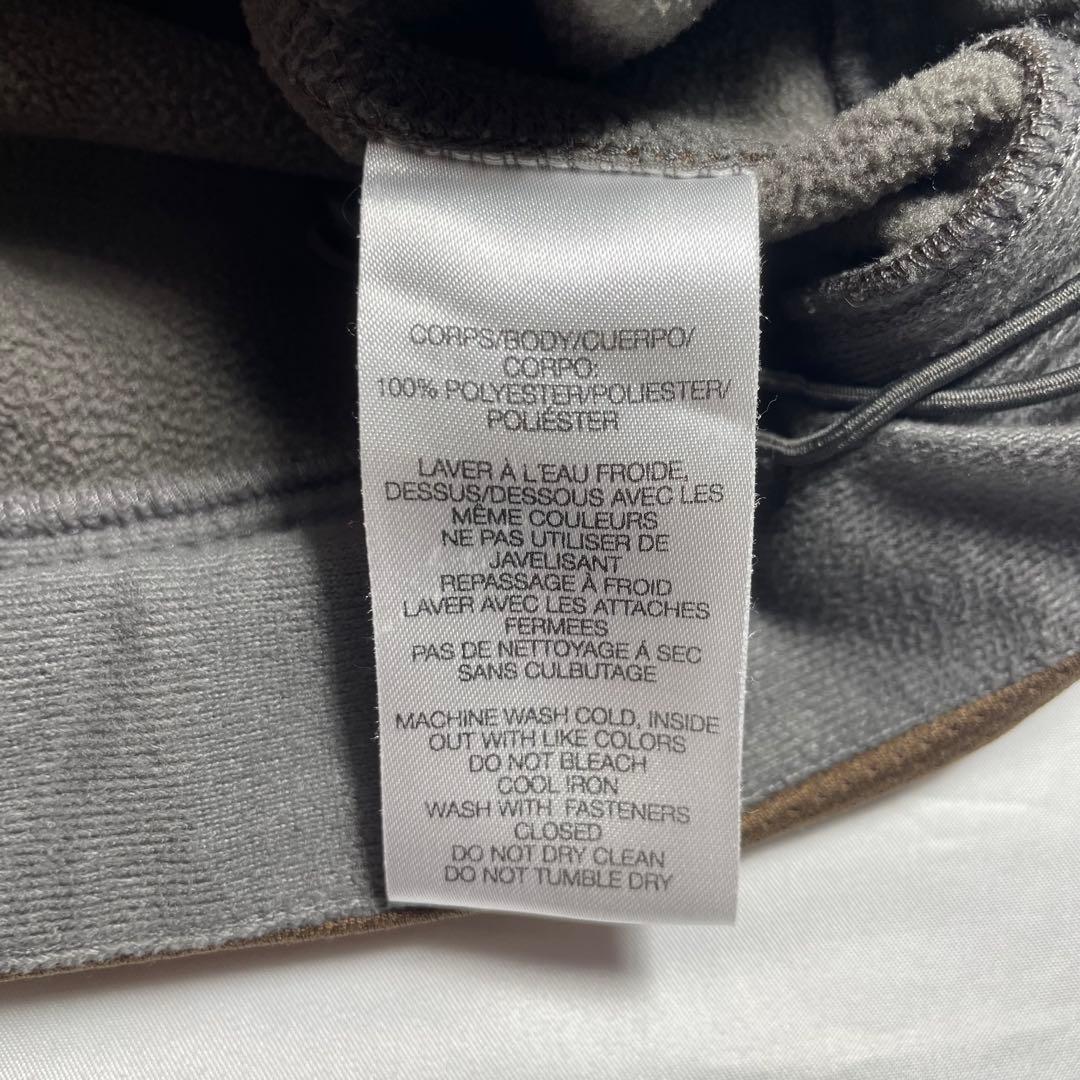 CORPS/BODY/CUERPO/
CORPO:
100% POLYESTER/POLIESTER/
POLIÉSTER
LAVER À L'EAU FROIDE,
DESSUS/DESSOUS AVEC LES
MÊME COULEURS
NE PAS UTILISER DE
JAVELISANT
REPASSAGE À FROID
LAVER AVEC LES ATTACHES
FERMEES
PAS DE NETTOYAGE À SEC
SANS CULBUTAGE
MACHINE WASH COLD, INSIDE
OUT WITH LIKE COLORS
DO NOT BLEACH
COOL IRON
WASH WITH FASTENERS
CLOSED
DO NOT DRY CLEAN
DO NOT TUMBLE DRY